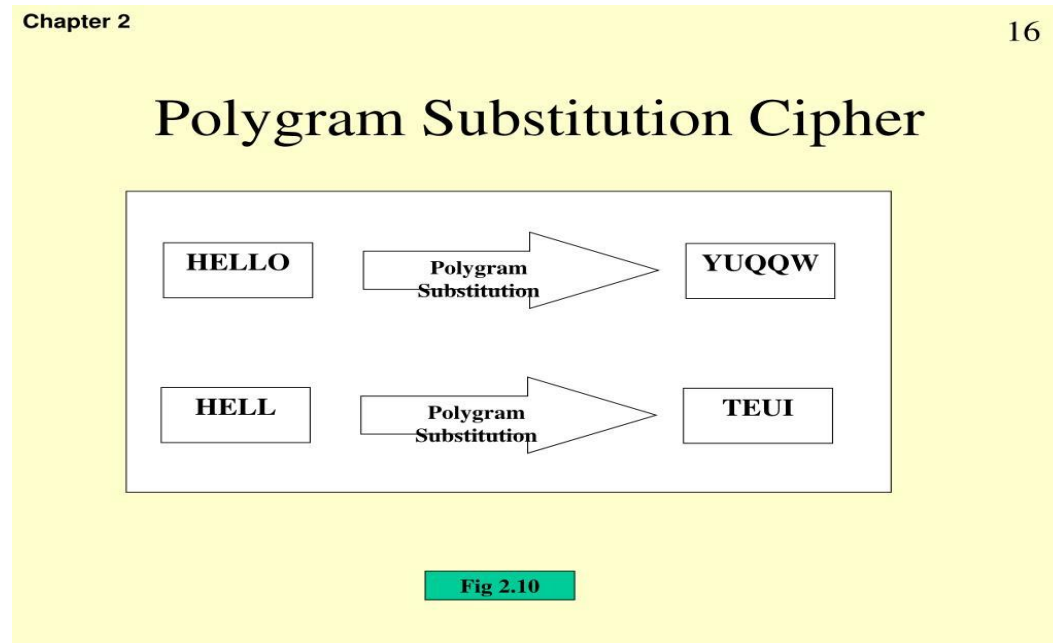 Chapter 2
16
Polygram Substitution Cipher
HELLO
Polygram
Substitution
YUQQW
HELL
Polygram
Substitution
TEUI
Fig 2.10